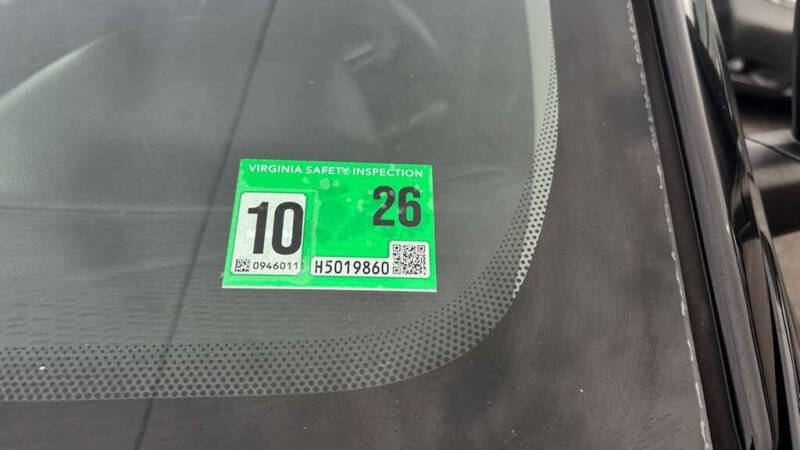 VIRGINIA SAFETY INSPECTION
10
26
0946011
H5019860